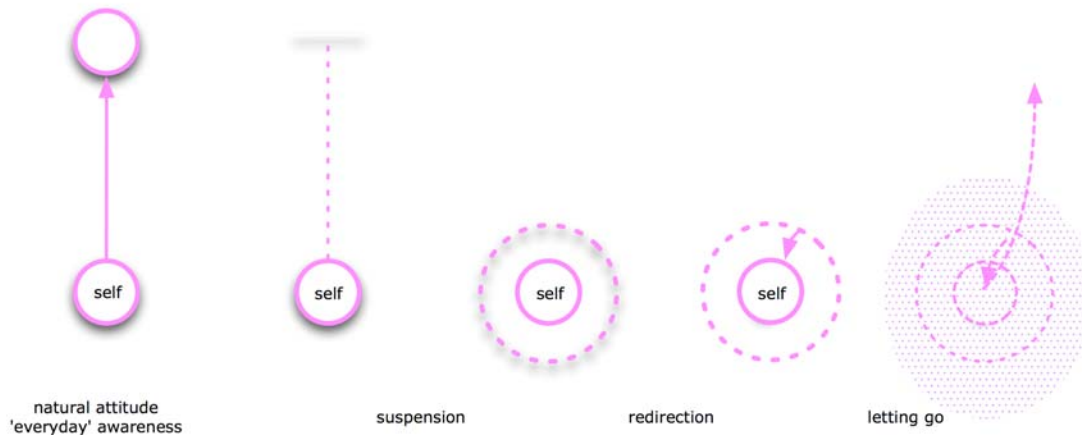 self
self
self
self
natural attitude
'everyday' awareness
suspension
redirection
letting go